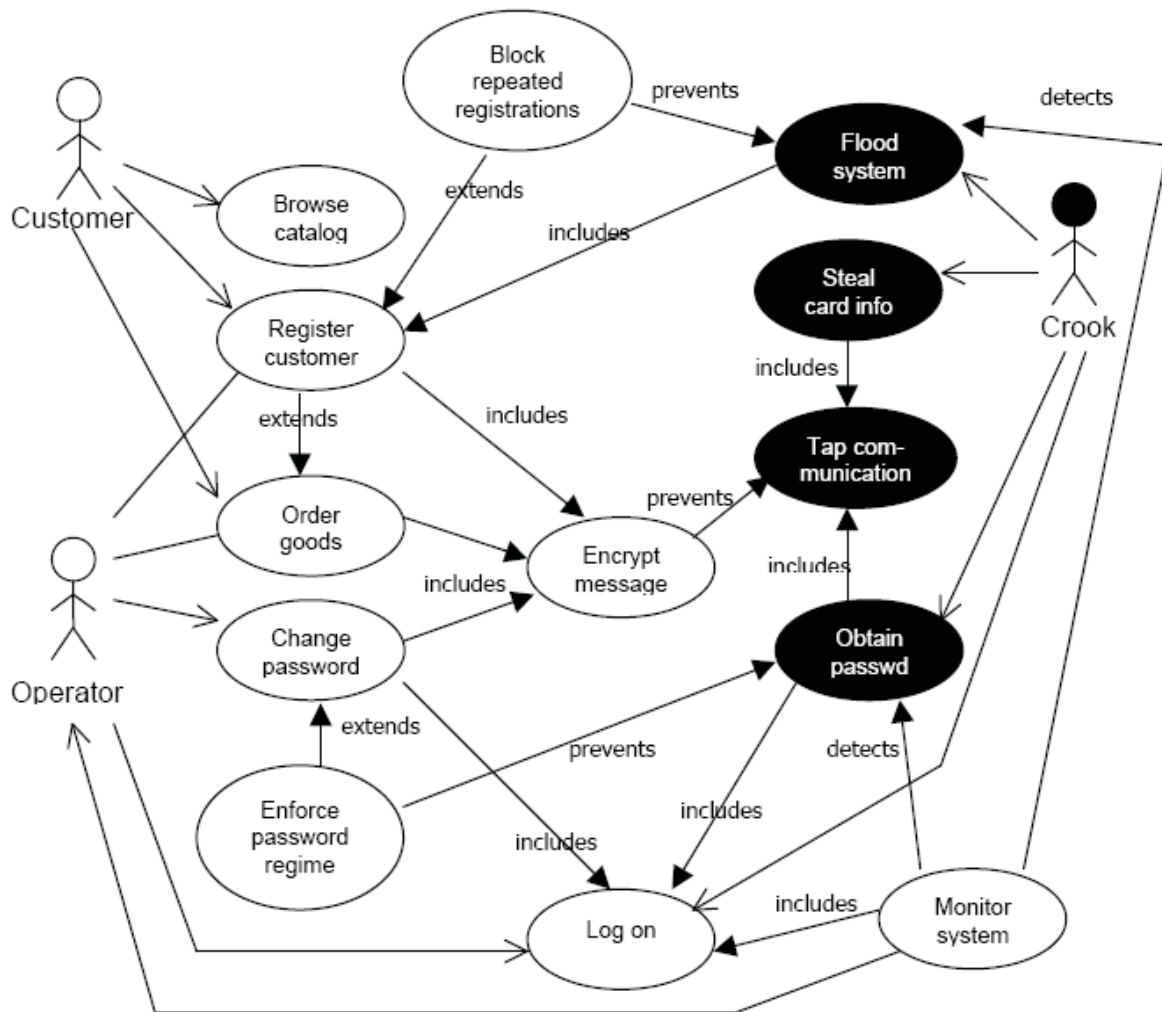 Block
repeated
registrations
prevents
detects
Flood
system
Customer
extends
Browse
catalog
includes
Steal
card info
Crook
Register
customer
includes
extends
includes
Tap com-
munication
prevents
Order
goods
Encrypt
message
includes
includes
Change
password
Obtain
passwd
Operator
extends
prevents
detects
Enforce
password
regime
includes
includes
includes
Log on
Monitor
system